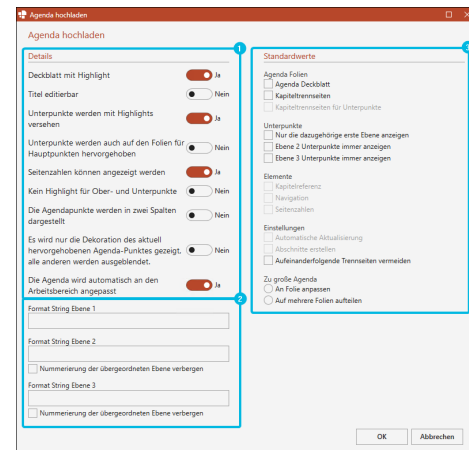 Agenda hochladen
Agenda hochladen
Details
1
Deckblatt mit Highlight
Ja
Titel editierbar
Nein
Unterpunkte werden mit Highlights
versehen
Ja
Unterpunkte werden auch auf den Folien für
Hauptpunkten hervorgehoben
Nein
Seitenzahlen können angezeigt werden
Ja
Kein Highlight für Ober- und Unterpunkte
Nein
Die Agendapunkte werden in zwei Spalten
dargestellt
Nein
Es wird nur die Dekoration des aktuell
hervorgehobenen Agenda-Punktes gezeigt,
alle anderen werden ausgeblendet.
Nein
Die Agenda wird automatisch an den
Arbeitsbereich angepasst
Ja
2
Format String Ebene 1
Format String Ebene 2
Nummerierung der übergeordneten Ebene verbergen
Format String Ebene 3
Nummerierung der übergeordneten Ebene verbergen
Standardwerte
3
Agenda Folien
Agenda Deckblatt
Kapiteltrennseiten
Kapiteltrennseiten für Unterpunkte
Unterpunkte
Nur die dazugehörige erste Ebene anzeigen
Ebene 2 Unterpunkte immer anzeigen
Ebene 3 Unterpunkte immer anzeigen
Elemente
Kapitelreferenz
Navigation
Seitenzahlen
Einstellungen
Automatische Aktualisierung
Abschnitte erstellen
Aufeinanderfolgende Trennseiten vermeiden
Zu große Agenda
An Folie anpassen
Auf mehrere Folien aufteilen
OK
Abbrechen